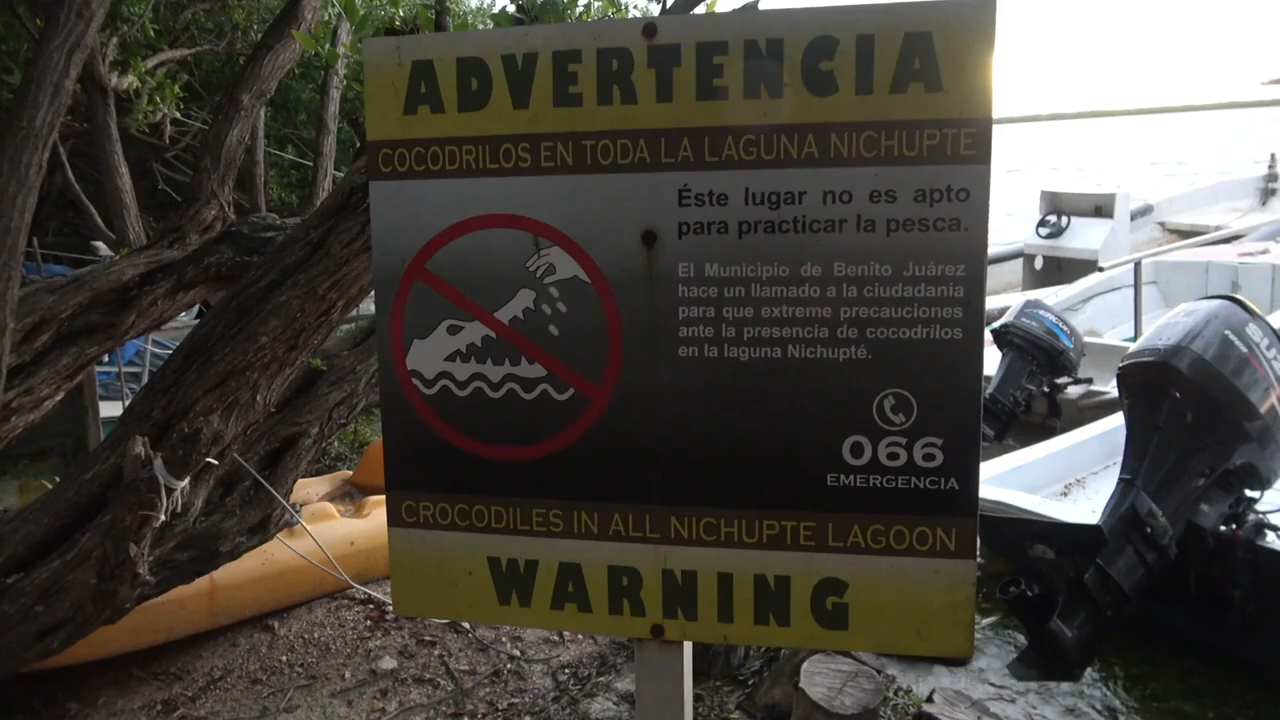 ADVERTENCIA
COCODRILOS EN TODA LA LAGUNA NICHUPTE
Éste lugar no es apto
para practicar la pesca.
El Municipio de Benito Juárez
hace un llamado a la ciudadanía
para que extreme precauciones
ante la presencia de cocodrilos
en la laguna Nichupté.
066
EMERGENCIA
CROCODILES IN ALL NICHUPTE LAGOON
WARNING